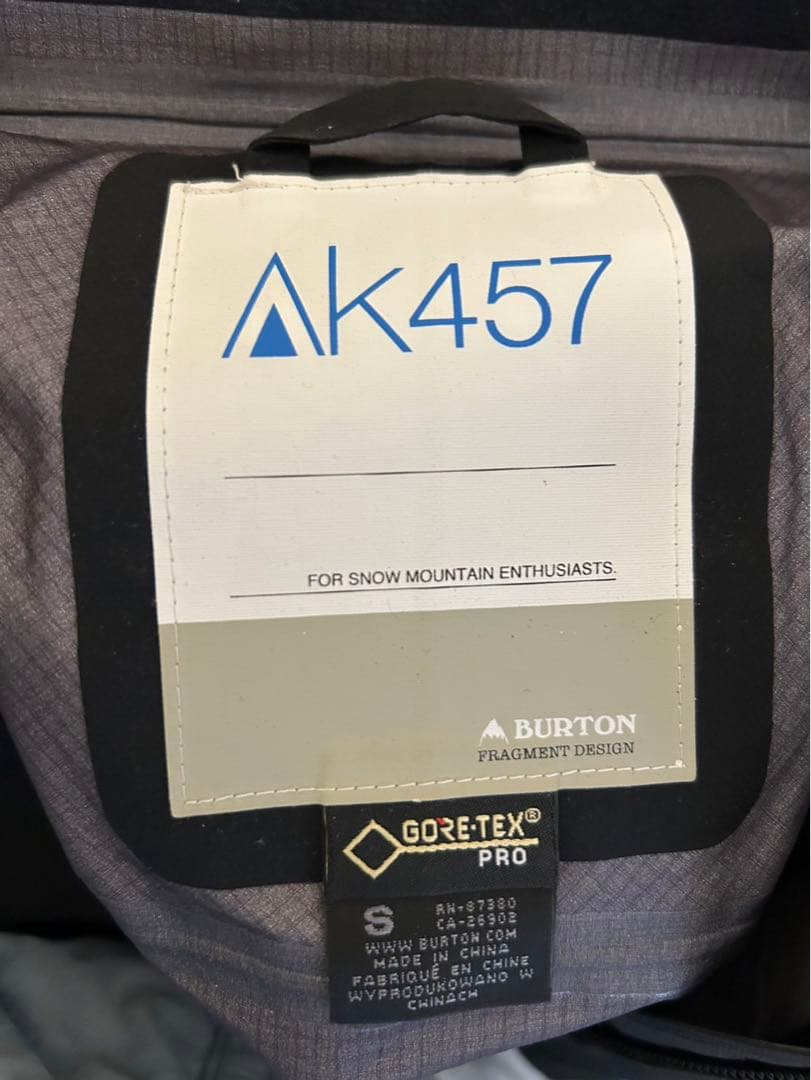 AK457
FOR SNOW MOUNTAIN ENTHUSIASTS.
BURTON
FRAGMENT DESIGN
GORE-TEX®
PRO
S
RN-87380
CA-26902
WWW.BURTON.COM
MADE IN CHINA
FABRIQUÉ EN CHINE
WYPRODUKOWANO W
CHINACH